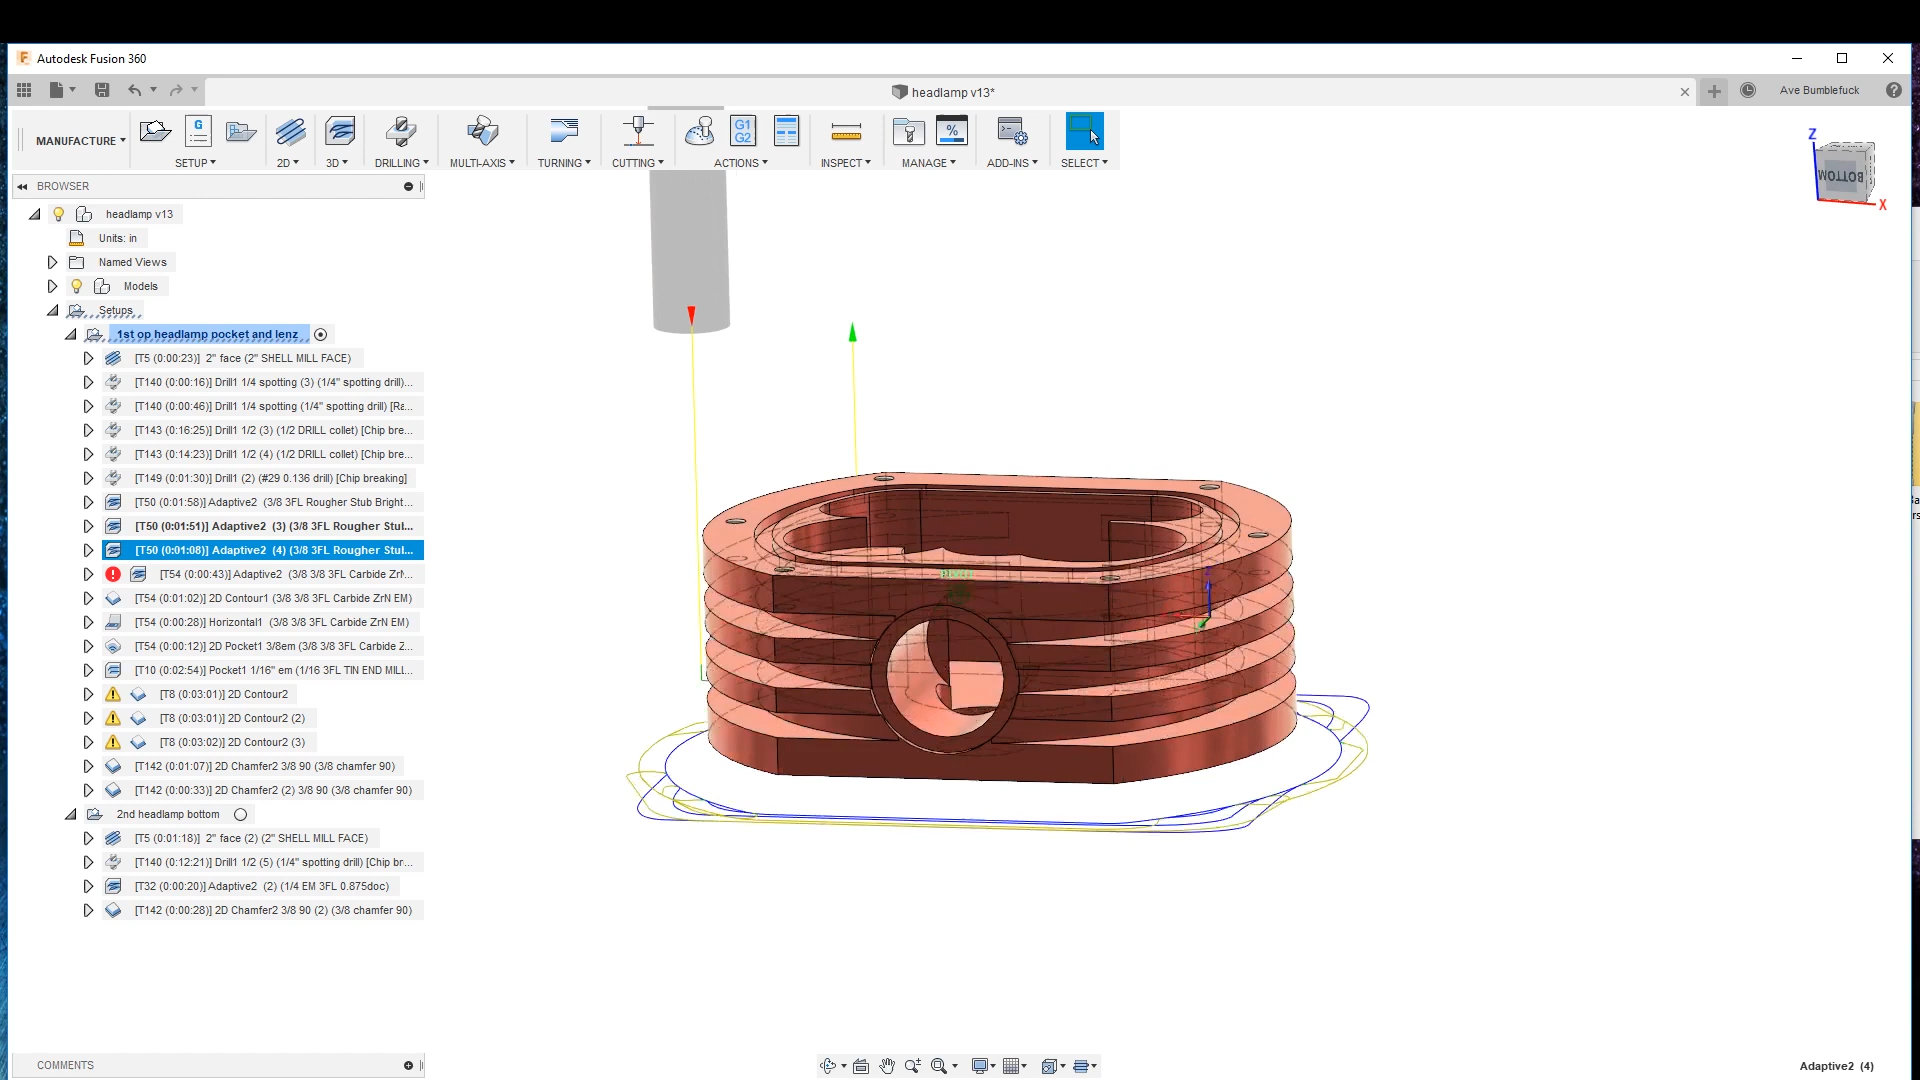 Autodesk Fusion 360
headlamp v13*
Ave Bumblefuck
MANUFACTURE
SETUP
2D
3D
DRILLING
MULTI-AXIS
TURNING
CUTTING
G1
G2
ACTIONS
INSPECT
MANAGE
ADD-INS
SELECT
Z
BOTTOM
X
BROWSER
headlamp v13
Units: in
Named Views
Models
Setups
1st op headlamp pocket and lenz
[T5 (0:00:23)] 2" face (2" SHELL MILL FACE)
[T140 (0:00:16)] Drill1 1/4 spotting (3) (1/4" spotting drill)...
[T140 (0:00:46)] Drill1 1/4 spotting (1/4" spotting drill) [Ra...
[T143 (0:16:25)] Drill1 1/2 (3) (1/2 DRILL collet) [Chip bre...
[T143 (0:14:23)] Drill1 1/2 (4) (1/2 DRILL collet) [Chip bre...
[T149 (0:01:30)] Drill1 (2) (#29 0.136 drill) [Chip breaking]
[T50 (0:01:58)] Adaptive2 (3/8 3FL Rougher Stub Bright...
[T50 (0:01:51)] Adaptive2 (3) (3/8 3FL Rougher Stul...
[T50 (0:01:08)] Adaptive2 (4) (3/8 3FL Rougher Stul...
[T54 (0:00:43)] Adaptive2 (3/8 3/8 3FL Carbide ZrN...
[T54 (0:01:02)] 2D Contour1 (3/8 3/8 3FL Carbide ZrN EM)
[T54 (0:00:28)] Horizontal1 (3/8 3/8 3FL Carbide ZrN EM)
[T54 (0:00:12)] 2D Pocket1 3/8em (3/8 3/8 3FL Carbide Z...
[T10 (0:02:54)] Pocket1 1/16" em (1/16 3FL TIN END MILL...
[T8 (0:03:01)] 2D Contour2
[T8 (0:03:01)] 2D Contour2 (2)
[T8 (0:03:02)] 2D Contour2 (3)
[T142 (0:01:07)] 2D Chamfer2 3/8 90 (3/8 chamfer 90)
[T142 (0:00:33)] 2D Chamfer2 (2) 3/8 90 (3/8 chamfer 90)
2nd headlamp bottom
[T5 (0:01:18)] 2" face (2) (2" SHELL MILL FACE)
[T140 (0:12:21)] Drill1 1/2 (5) (1/4" spotting drill) [Chip br...
[T32 (0:00:20)] Adaptive2 (2) (1/4 EM 3FL 0.875doc)
[T142 (0:00:28)] 2D Chamfer2 3/8 90 (2) (3/8 chamfer 90)
COMMENTS
Adaptive2 (4)